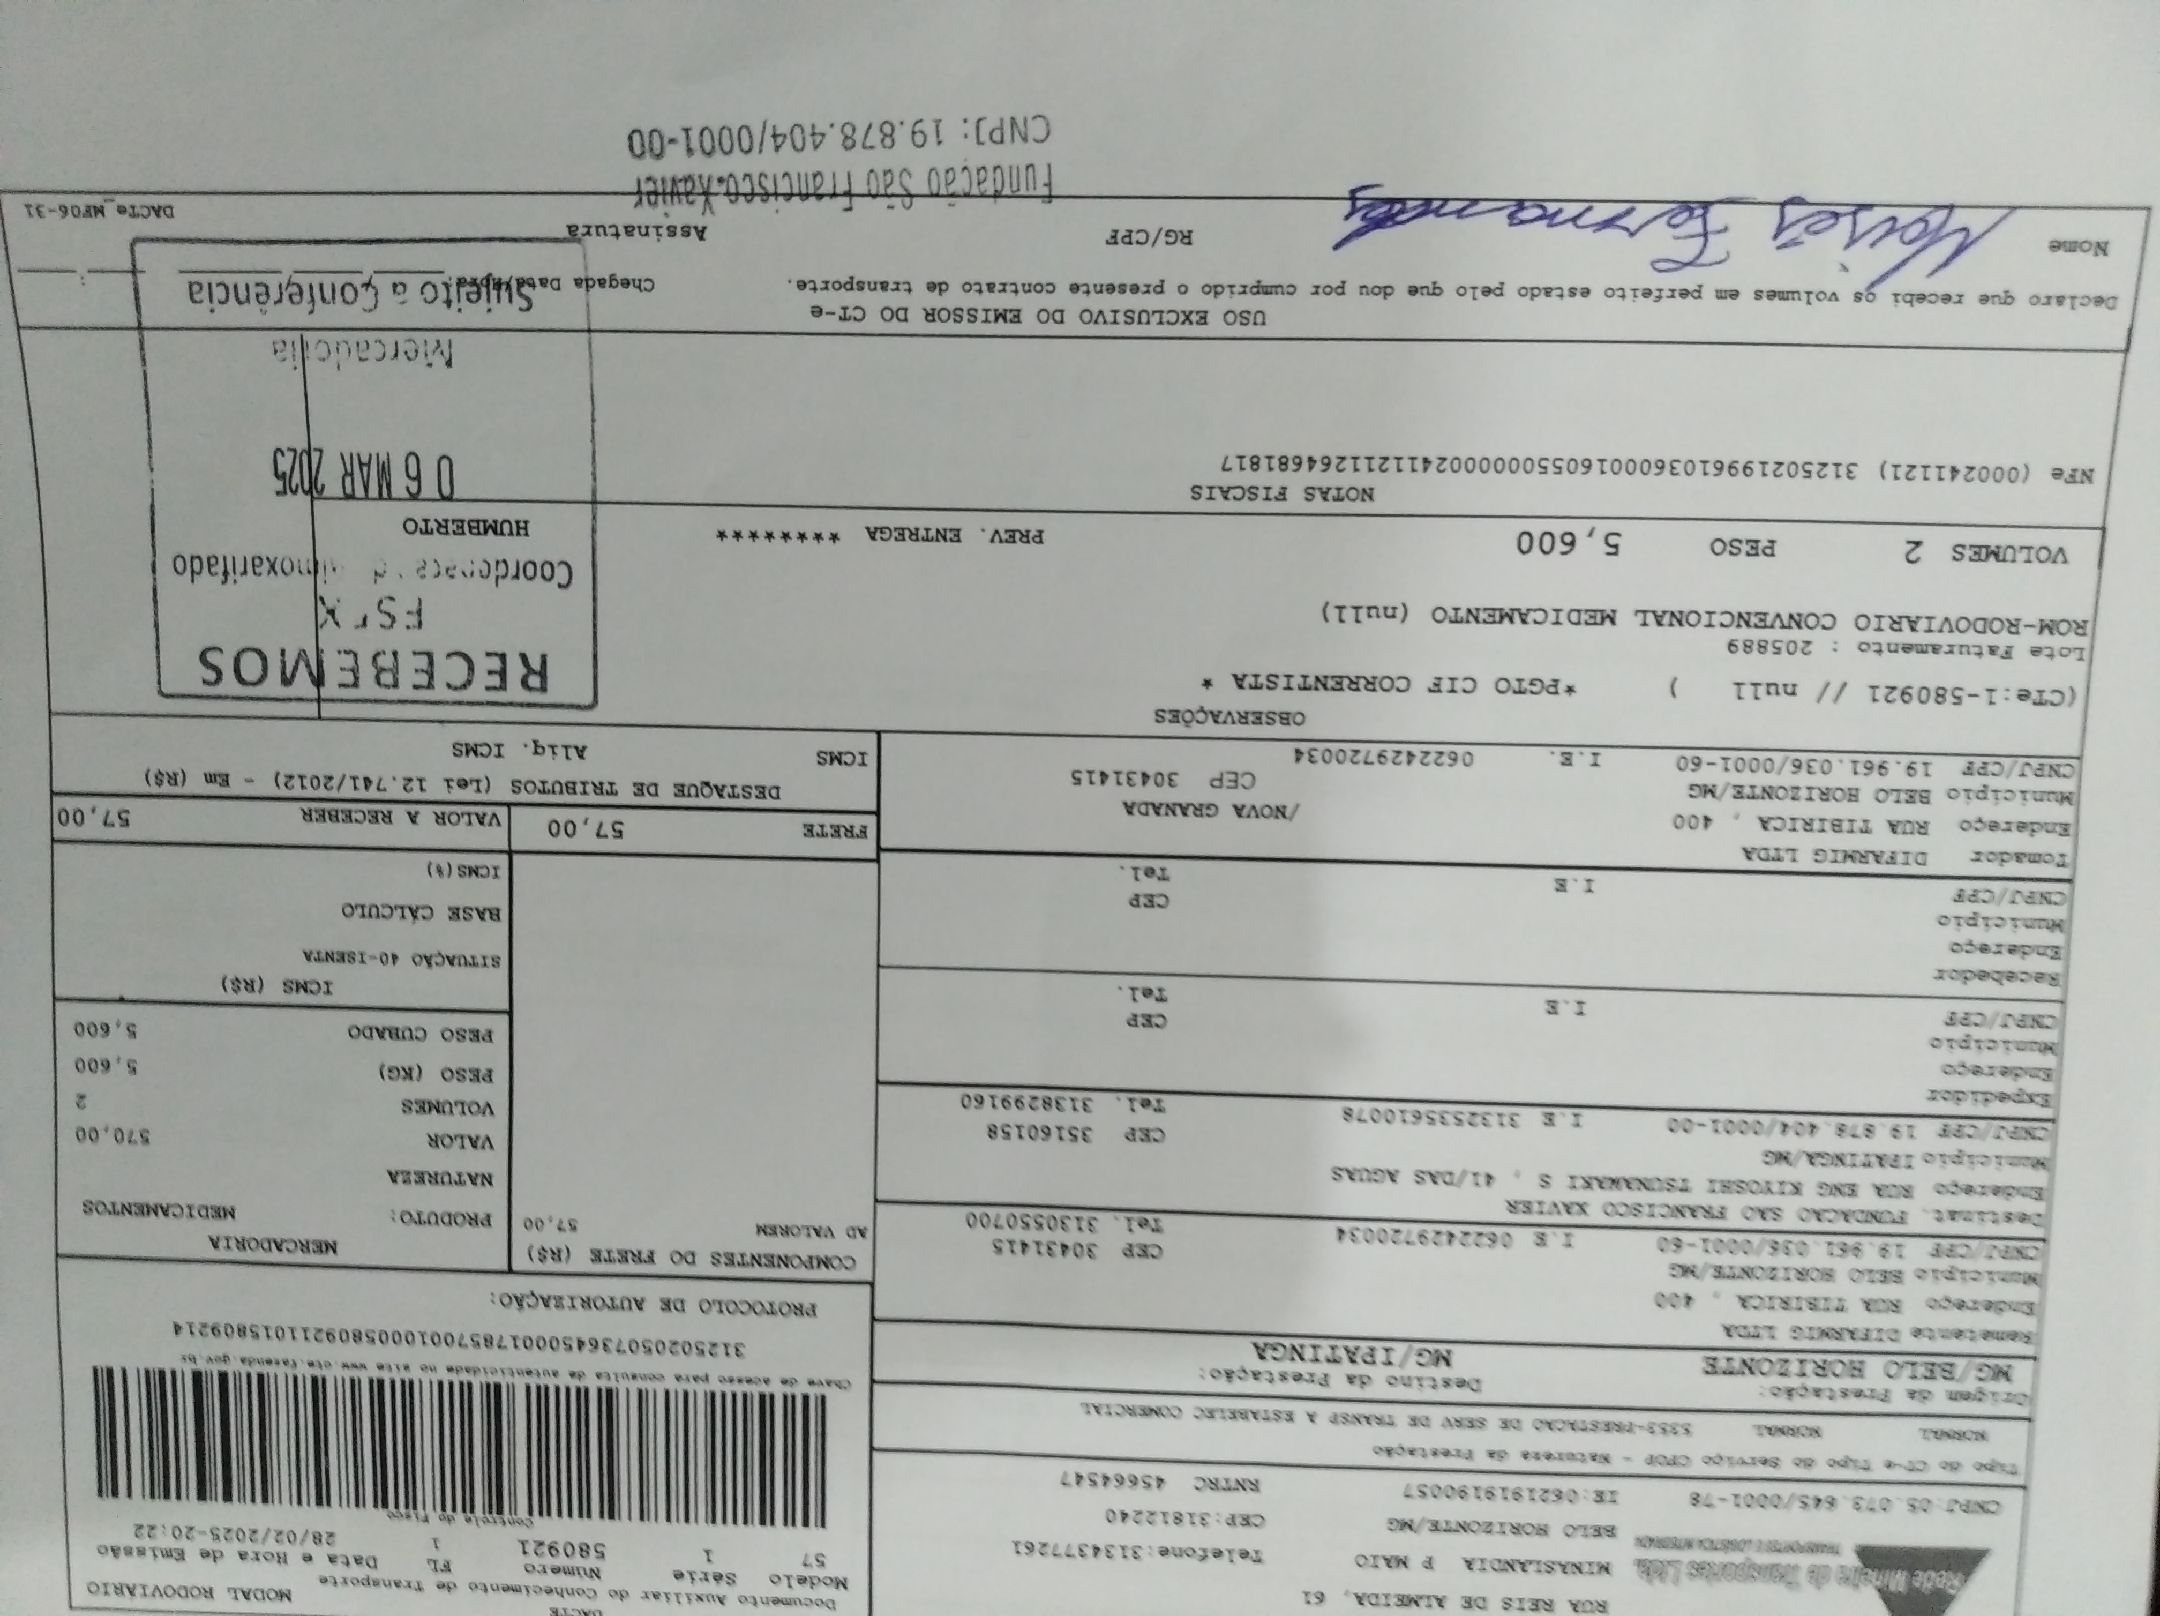 DACTE
Documento Auxiliar do Conhecimento de Transporte MODAL RODOVIÁRIO
Modelo Série Número FL Data e Hora de Emissão
57 1 580921 1 28/02/2025-20:22
Controle do Fisco
Chave de acesso para consulta de autenticidade no site www.cte.fazenda.gov.br
PROTOCOLO DE AUTORIZAÇÃO:
RUA REIS DE ALMEIDA, 61
Rede Mineira de Transportes Ltda. MINASLANDIA P MAIO Telefone:3134377261
BELO HORIZONTE/MG CEP:31812240
CNPJ:05.073.645/0001-78 IE:0621919190057 RNTRC 45664547
Tipo do CT-e Tipo do Serviço CFOP - Natureza da Prestação
NORMAL NORMAL 5353-PRESTACAO DE SERV DE TRANSP A ESTABELEC COMERCIAL
Origem da Prestação: Destino da Prestação:
MG/BELO HORIZONTE MG/IPATINGA
Remetente DIFARMIG LTDA
Endereço RUA TIBIRICA , 400
Município BELO HORIZONTE/MG CEP 30431415
CNPJ/CPF 19.961.036/0001-60 I.E 0622429720034 Tel. 3130550700
Destinat. FUNDACAO SAO FRANCISCO XAVIER
Endereço RUA ENG KIYOSHI TSUNAWAKI S , 41/DAS AGUAS
Município IPATINGA/MG CEP 35160158
CNPJ/CPF 19.878.404/0001-00 I.E 3132535610078 Tel. 3138299160
Expedidor
Endereço
Município CEP
CNPJ/CPF I.E Tel.
Recebedor
Endereço
Município CEP
CNPJ/CPF I.E Tel.
Tomador DIFARMIG LTDA
Endereço RUA TIBIRICA , 400 /NOVA GRANADA
Município BELO HORIZONTE/MG CEP 30431415
CNPJ/CPF 19.961.036/0001-60 I.E. 0622429720034
COMPONENTES DO FRETE (R$)
AD VALOREM 57,00
FRETE 57,00
MERCADORIA
PRODUTO: MEDICAMENTOS
NATUREZA
VALOR 570,00
VOLUMES 2
PESO (KG) 5,600
PESO CUBADO 5,600
ICMS (R$)
SITUAÇÃO 40-ISENTA
BASE CÁLCULO
ICMS(%)
VALOR A RECEBER 57,00
DESTAQUE DE TRIBUTOS (Lei 12.741/2012) - Em (R$)
ICMS Aliq. ICMS
OBSERVAÇÕES
(CTe:1-580921 // null ) *PGTO CIF CORRENTISTA *
Lote Faturamento : 205889
ROM-RODOVIARIO CONVENCIONAL MEDICAMENTO (null)
VOLUMES 2 PESO 5,600 PREV. ENTREGA ********
HUMBERTO
NOTAS FISCAIS
NFe (000241121) 31250219961036000160550000002411211264681817
RECEBEMOS
Almoxarifado
06 MAR 2025
Mercadoria
Sujeito a Conferência
USO EXCLUSIVO DO EMISSOR DO CT-e
Declaro que recebi os volumes em perfeito estado pelo que dou por cumprido o presente contrato de transporte. Chegada Data/Hora:
Nome Moisés Fernandes RG/CPF Assinatura
DACTe_MF06-31
Fundação São Francisco Xavier
CNPJ: 19.878.404/0001-00